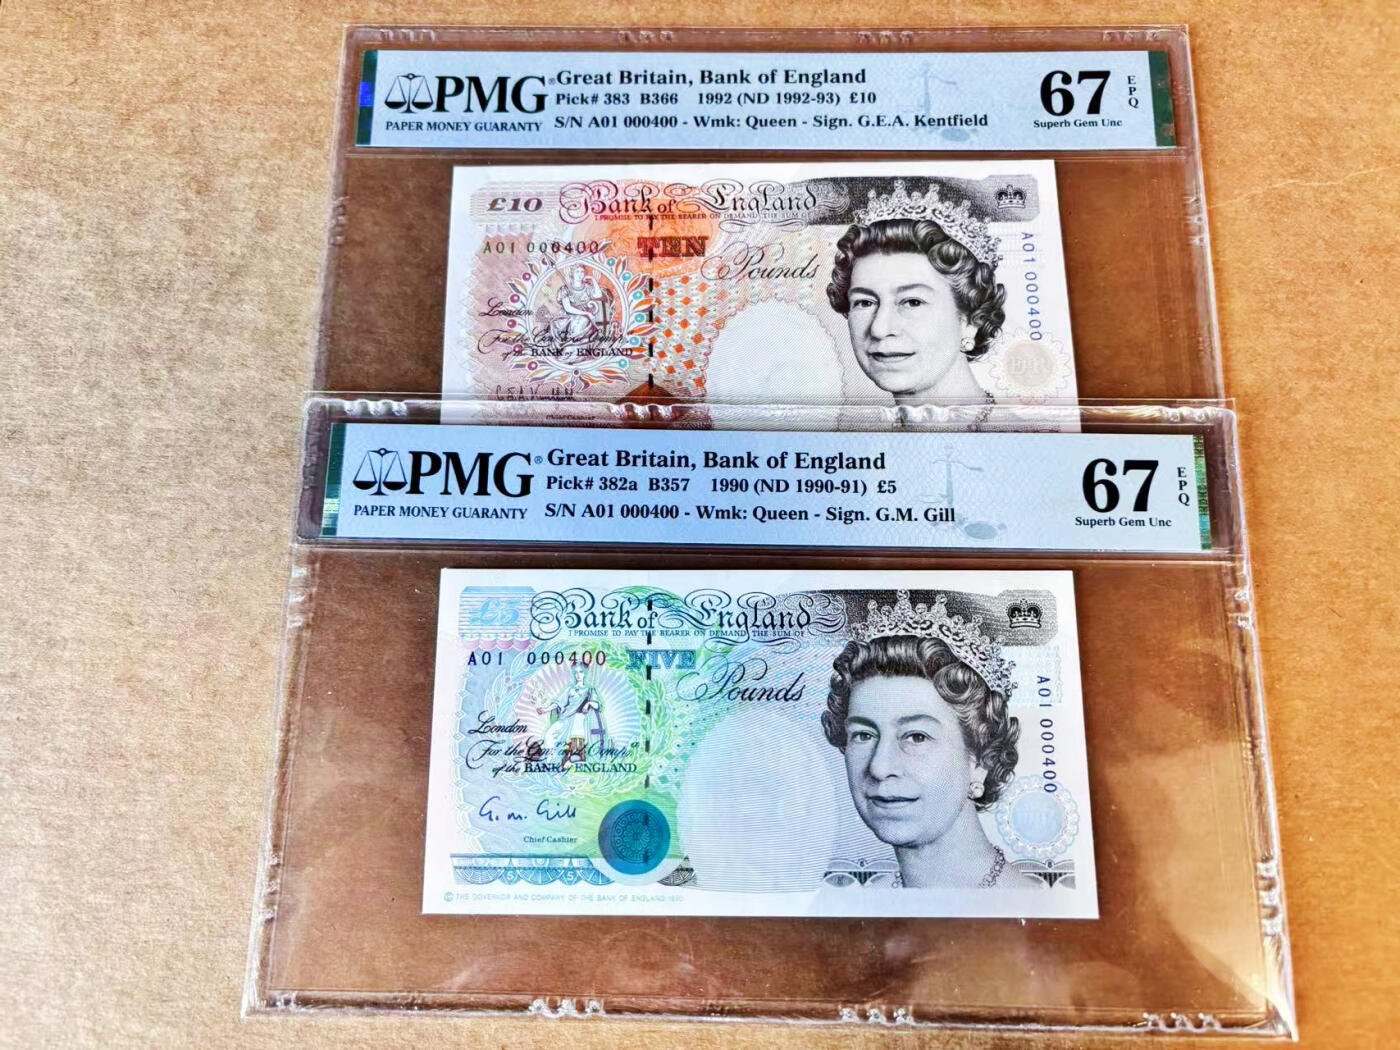 PMG®
PAPER MONEY GUARANTY
Great Britain, Bank of England
Pick# 383 B366 1992 (ND 1992-93) £10
S/N A01 000400 - Wmk: Queen - Sign. G.E.A. Kentfield
67
EPQ
Superb Gem Unc
£10
Bank of England
I PROMISE TO PAY THE BEARER ON DEMAND THE SUM OF
A01 000400
TEN
Pounds
A01 000400
London
For the Gov. and Comp.
of the BANK of ENGLAND
Chief Cashier
PMG®
PAPER MONEY GUARANTY
Great Britain, Bank of England
Pick# 382a B357 1990 (ND 1990-91) £5
S/N A01 000400 - Wmk: Queen - Sign. G.M. Gill
67
EPQ
Superb Gem Unc
£5
Bank of England
I PROMISE TO PAY THE BEARER ON DEMAND THE SUM OF
A01 000400
FIVE
Pounds
A01 000400
London
For the Gov. and Comp.a
of the BANK of ENGLAND
G. M. Gill
Chief Cashier
5 5
© THE GOVERNOR AND COMPANY OF THE BANK OF ENGLAND 1990